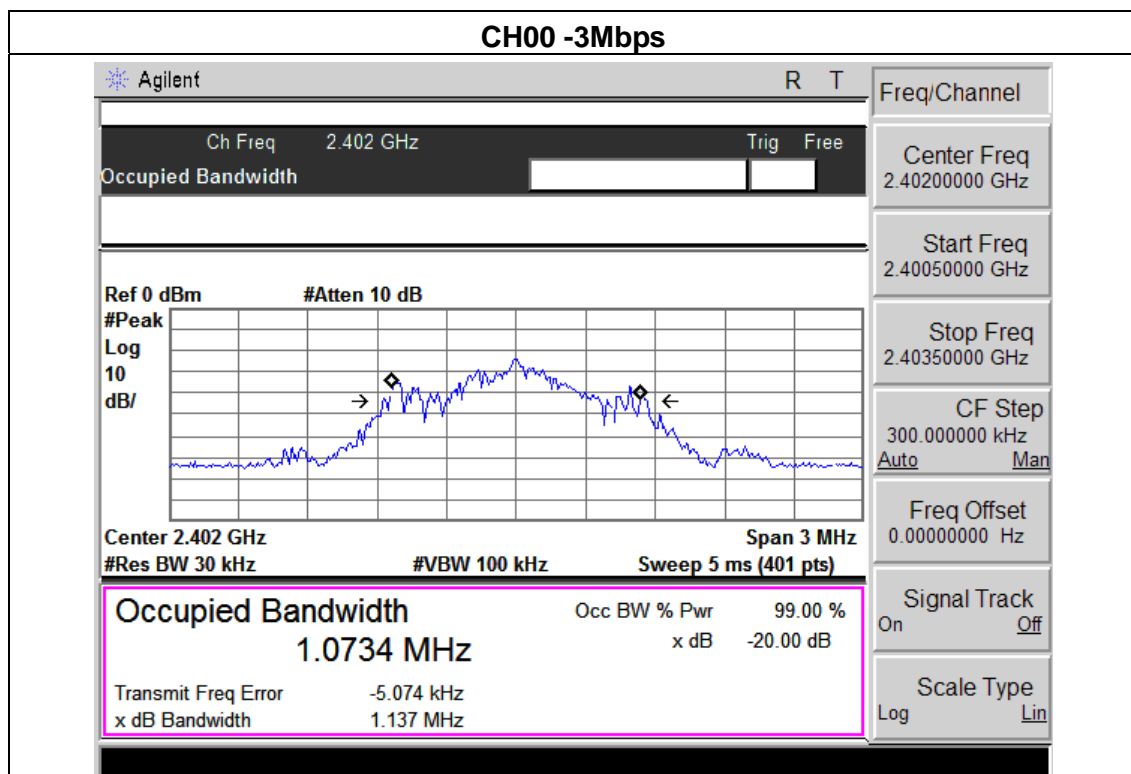 CH00 -3Mbps
Agilent R T
Ch Freq 2.402 GHz Trig Free
Occupied Bandwidth
Ref 0 dBm #Atten 10 dB
#Peak
Log
10
dB/
Center 2.402 GHz Span 3 MHz
#Res BW 30 kHz #VBW 100 kHz Sweep 5 ms (401 pts)
Occupied Bandwidth
1.0734 MHz
Occ BW % Pwr 99.00 %
x dB -20.00 dB
Transmit Freq Error -5.074 kHz
x dB Bandwidth 1.137 MHz
Freq/Channel
Center Freq
2.40200000 GHz
Start Freq
2.40050000 GHz
Stop Freq
2.40350000 GHz
CF Step
300.000000 kHz
Auto Man
Freq Offset
0.00000000 Hz
Signal Track
On Off
Scale Type
Log Lin